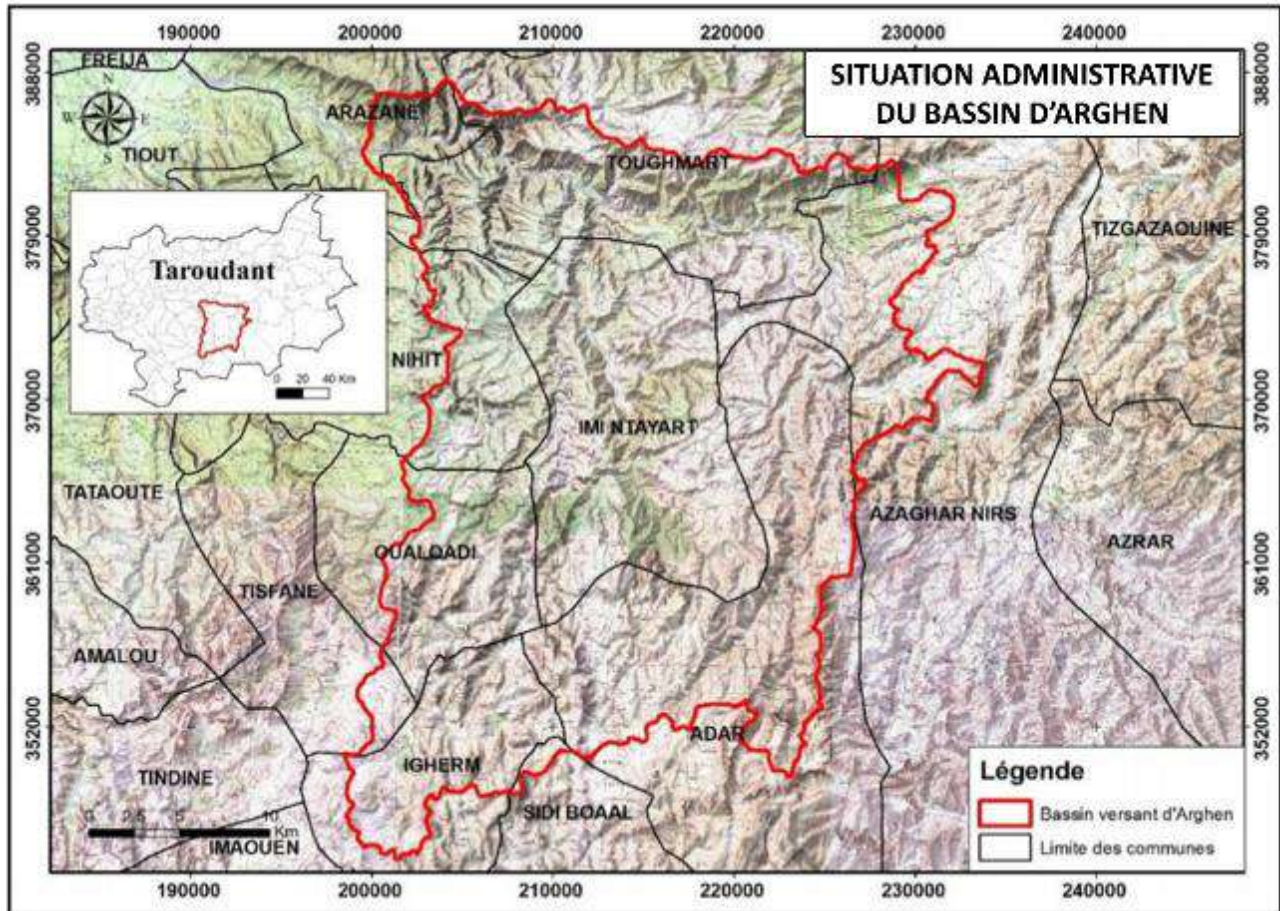 190000 200000 210000 220000 230000 240000
SITUATION ADMINISTRATIVE
DU BASSIN D'ARGHEN
388000
388000
FREIJA
N
W E
S
ARAZANE
TIOUT
TOUGHMART
379000
379000
TIZGAZAOUINE
Taroudant
0 20 40 Km
NIHIT
370000
370000
IMI NTAYART
TATAOUTE
AZAGHAR NIRS
OUALQADI
AZRAR
361000
361000
TISFANE
AMALOU
352000
352000
ADAR
IGHERM
TINDINE
SIDI BOAAL
0 2.5 5 10
Km
IMAOUEN
Légende
Bassin versant d'Arghen
Limite des communes
190000 200000 210000 220000 230000 240000